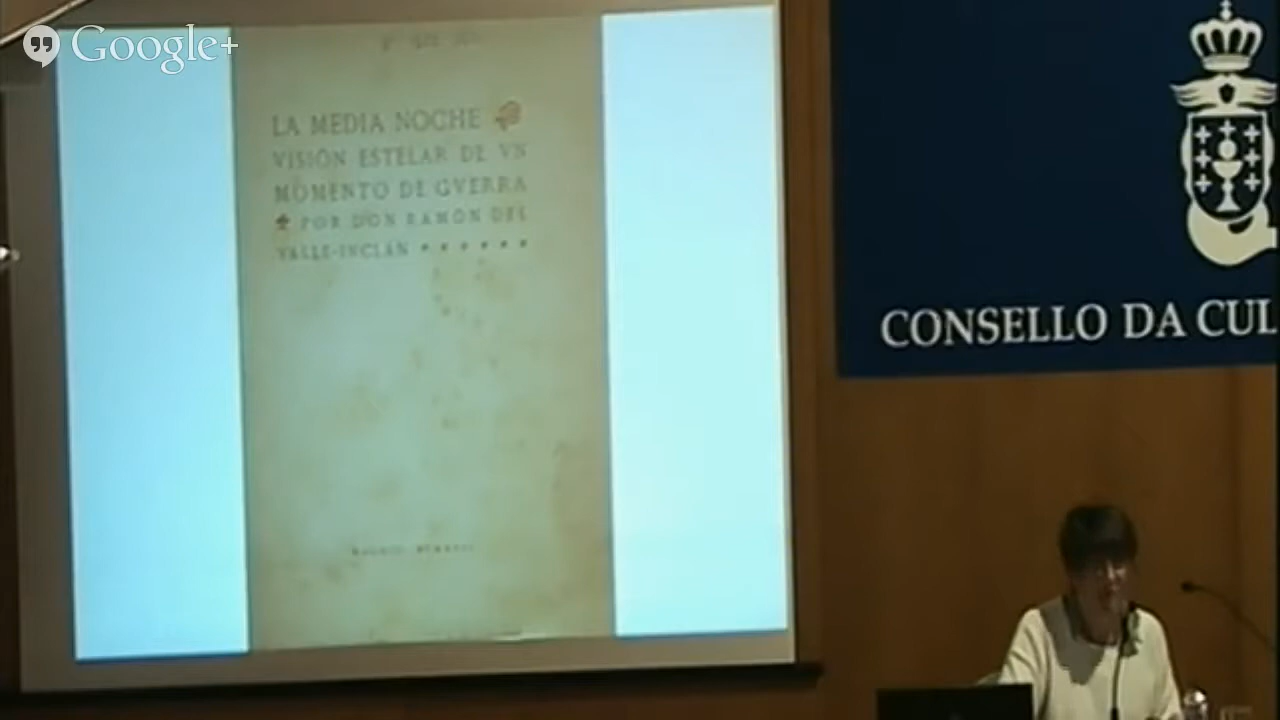 Google+
LA MEDIA NOCHE
VISIÓN ESTELAR DE VN
MOMENTO DE GVERRA
POR DON RAMÓN DEL
VALLE-INCLÁN
CONSELLO DA CUL